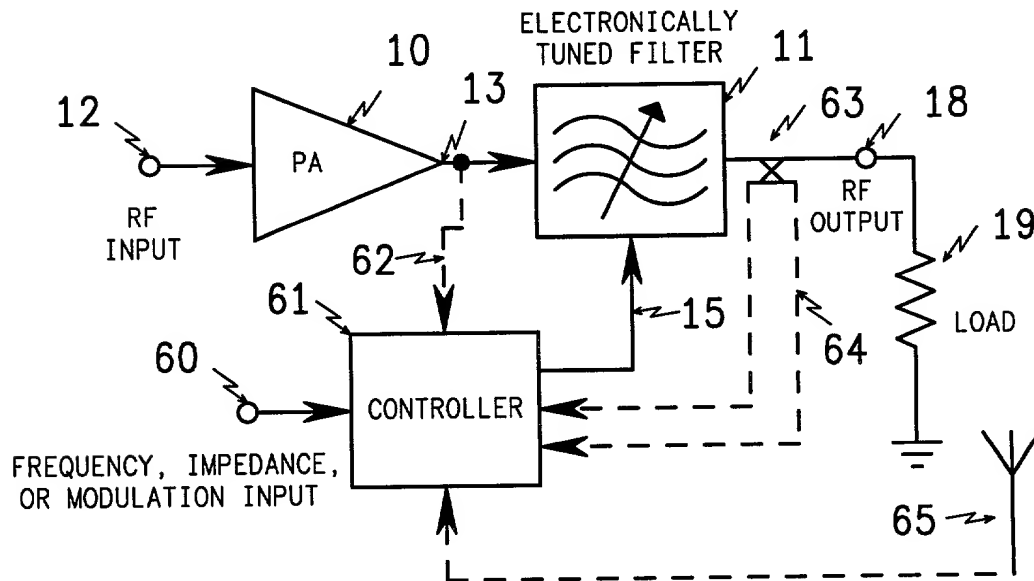 ELECTRONICALLY
TUNED FILTER
10
13
11
63
18
12
PA
RF
INPUT
RF
OUTPUT
19
62
61
15
64
LOAD
60
CONTROLLER
FREQUENCY, IMPEDANCE,
OR MODULATION INPUT
65